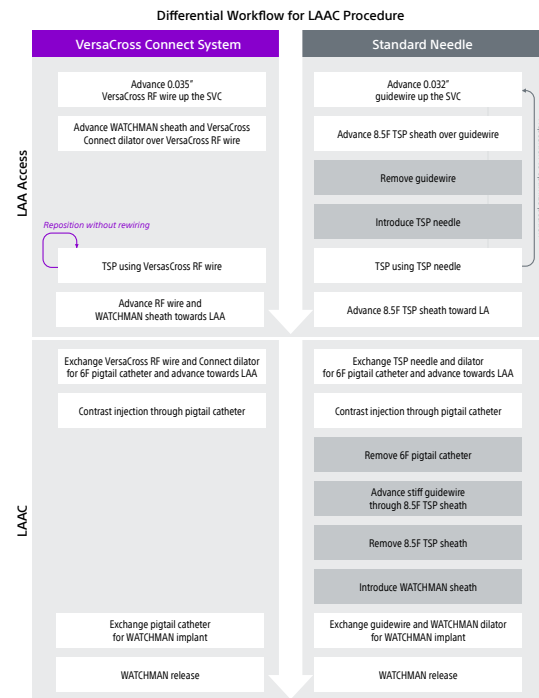 Differential Workflow for LAAC Procedure
VersaCross Connect System
Standard Needle
LAA Access
Advance 0.035"
VersaCross RF wire up the SVC
Advance 0.032"
guidewire up the SVC
Advance WATCHMAN sheath and VersaCross
Connect dilator over VersaCross RF wire
Advance 8.5F TSP sheath over guidewire
Remove guidewire
Introduce TSP needle
Reposition without rewiring
TSP using VersasCross RF wire
TSP using TSP needle
Advance RF wire and
WATCHMAN sheath towards LAA
Advance 8.5F TSP sheath toward LA
LAAC
Exchange VersaCross RF wire and Connect dilator
for 6F pigtail catheter and advance towards LAA
Exchange TSP needle and dilator
for 6F pigtail catheter and advance towards LAA
Contrast injection through pigtail catheter
Contrast injection through pigtail catheter
Remove 6F pigtail catheter
Advance stiff guidewire
through 8.5F TSP sheath
Remove 8.5F TSP sheath
Introduce WATCHMAN sheath
Exchange pigtail catheter
for WATCHMAN implant
Exchange guidewire and WATCHMAN dilator
for WATCHMAN implant
WATCHMAN release
WATCHMAN release